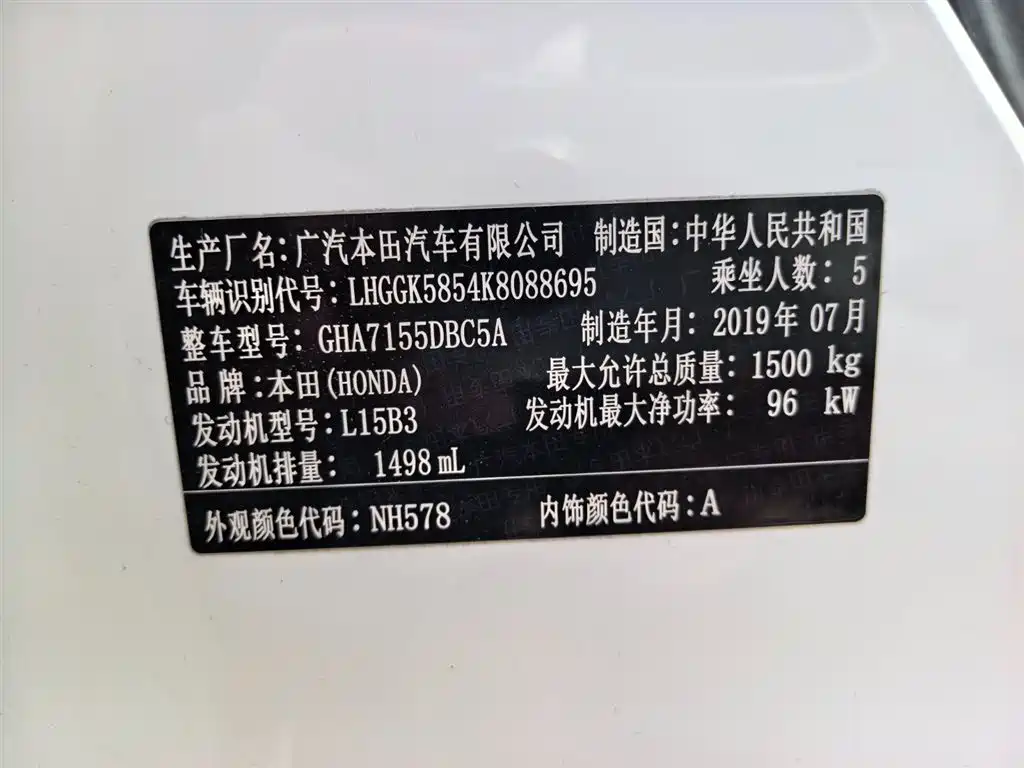 生产厂名:广汽本田汽车有限公司 制造国:中华人民共和国
车辆识别代号: LHGGK5854K8088695 乘坐人数: 5
整车型号: GHA7155DBC5A 制造年月: 2019年 07月
品 牌:本田(HONDA) 最大允许总质量: 1500 kg
发动机型号: L15B3 发动机最大净功率: 96 kW
发动机排量: 1498 mL
外观颜色代码: NH578 内饰颜色代码: A